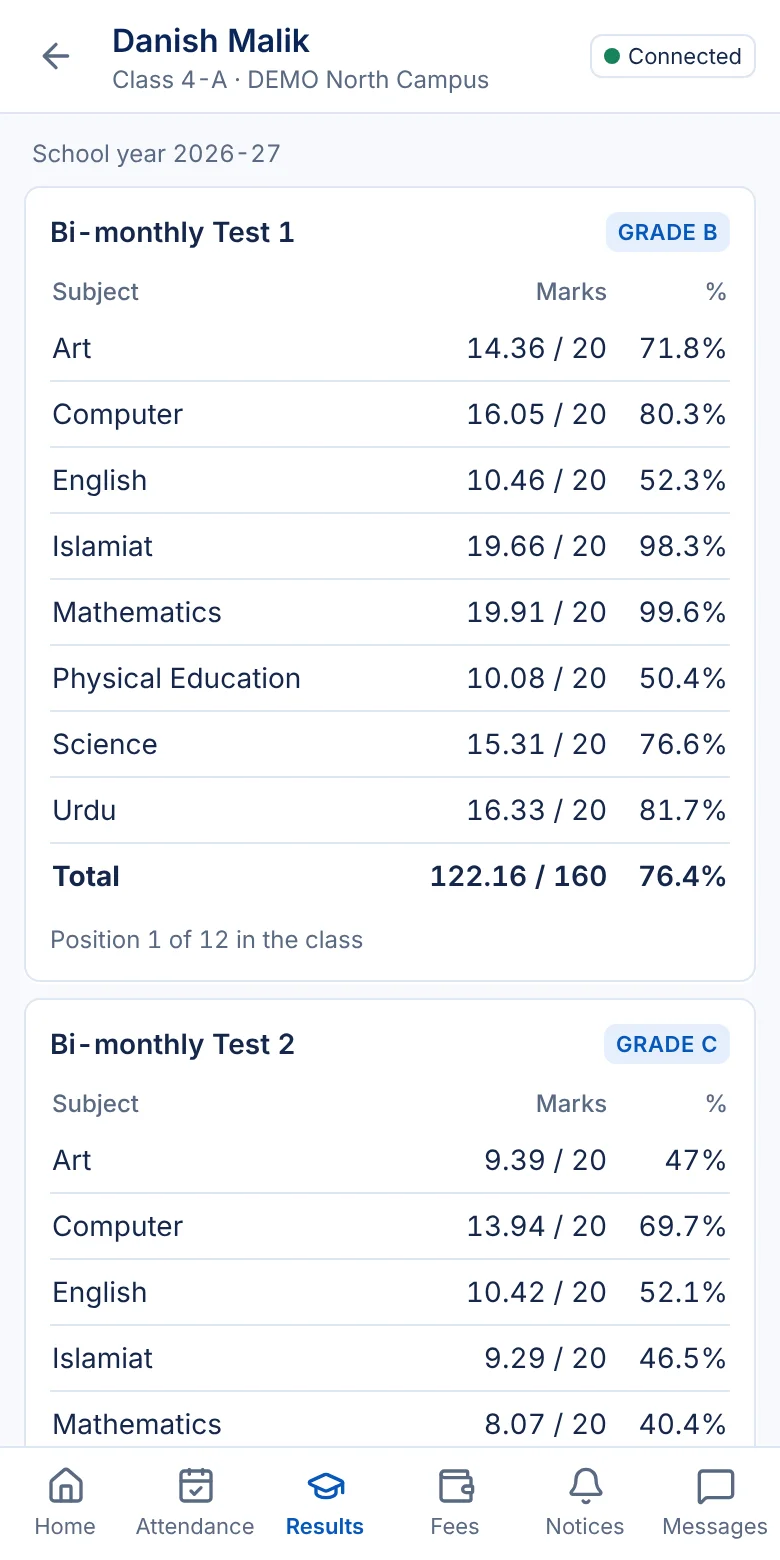 Danish Malik
Class 4-A · DEMO North Campus
Connected
School year 2026-27
Bi-monthly Test 1
GRADE B
Subject Marks %
Art 14.36 / 20 71.8%
Computer 16.05 / 20 80.3%
English 10.46 / 20 52.3%
Islamiat 19.66 / 20 98.3%
Mathematics 19.91 / 20 99.6%
Physical Education 10.08 / 20 50.4%
Science 15.31 / 20 76.6%
Urdu 16.33 / 20 81.7%
Total 122.16 / 160 76.4%
Position 1 of 12 in the class
Bi-monthly Test 2
GRADE C
Subject Marks %
Art 9.39 / 20 47%
Computer 13.94 / 20 69.7%
English 10.42 / 20 52.1%
Islamiat 9.29 / 20 46.5%
Mathematics 8.07 / 20 40.4%
Home Attendance Results Fees Notices Messages